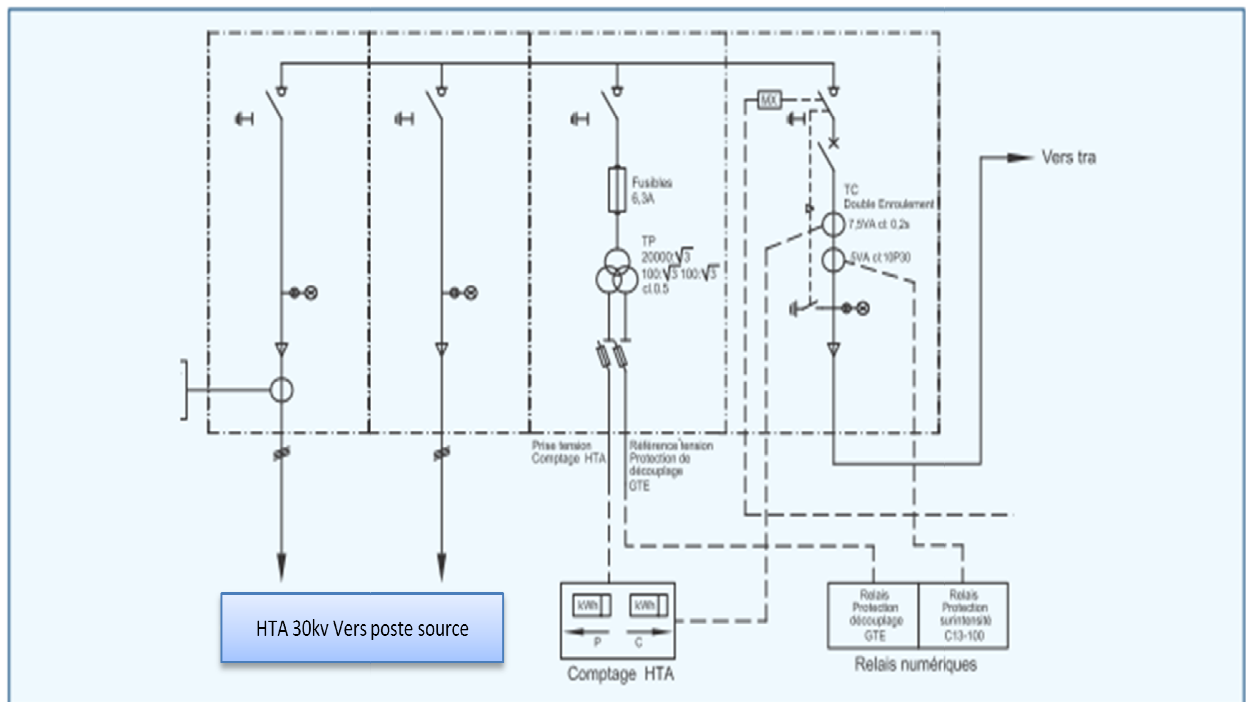 MX
Vers tra
Fusibles
6,3A
TC
Double Enroulement
7,5VA cl: 0,2s
5VA cl:10P30
TP
20000:√3
100:√3 100:√3
cl.0.5
Prise tension
Comptage HTA
Référence tension
Protection de
découplage
GTE
HTA 30kv Vers poste source
kWh kWh
P C
Comptage HTA
Relais
Protection
découplage
GTE
Relais
Protection
surintensité
C13-100
Relais numériques